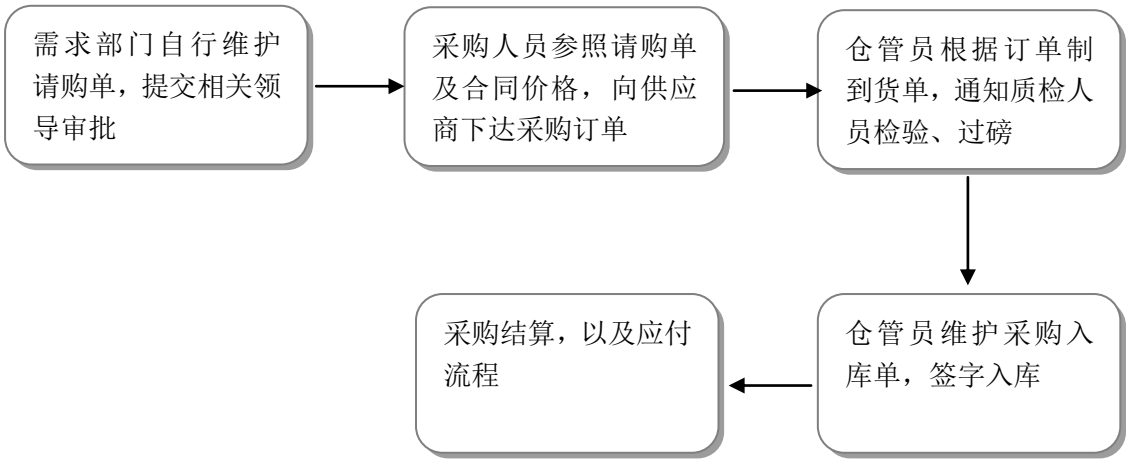 需求部门自行维护
请购单，提交相关领
导审批
采购人员参照请购单
及合同价格，向供应
商下达采购订单
仓管员根据订单制
到货单，通知质检人
员检验、过磅
仓管员维护采购入
库单，签字入库
采购结算，以及应付
流程